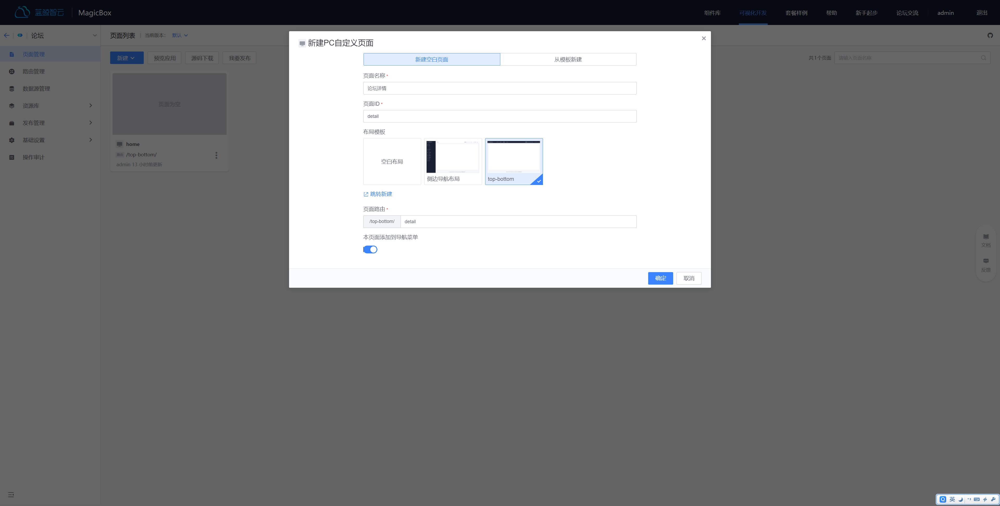 蓝鲸智云 MagicBox 组件库 可视化开发 套餐样例 帮助 新手起步 论坛交流 admin 退出
论坛
页面列表 当前版本： 默认
页面管理
路由管理
数据源管理
资源库
发布管理
基础设置
操作审计
新建 预览应用 源码下载 我要发布
共1个页面 请输入页面名称
页面为空
home
路由 /top-bottom/
admin 13 小时前更新
新建PC自定义页面
新建空白页面 从模板新建
页面名称 *
论坛详情
页面ID *
detail
布局模板
空白布局
侧边导航布局
top-bottom
跳转新建
页面路由 *
/top-bottom/ detail
本页面添加到导航菜单
确定 取消
文档
反馈
英